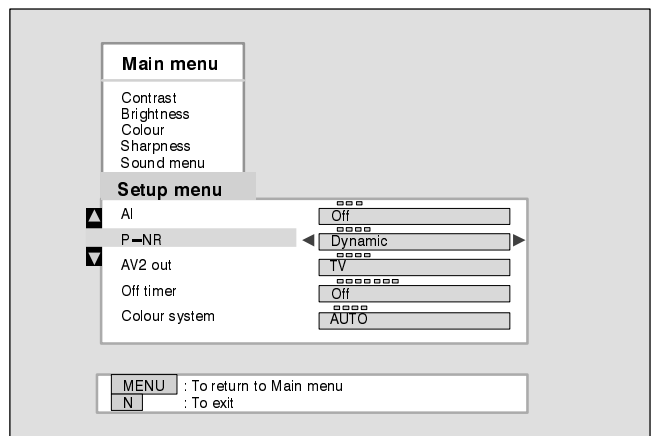 Main menu
Contrast
Brightness
Colour
Sharpness
Sound menu
Setup menu
AI Off
P–NR Dynamic
AV2 out TV
Off timer Off
Colour system AUTO
MENU : To return to Main menu
N : To exit